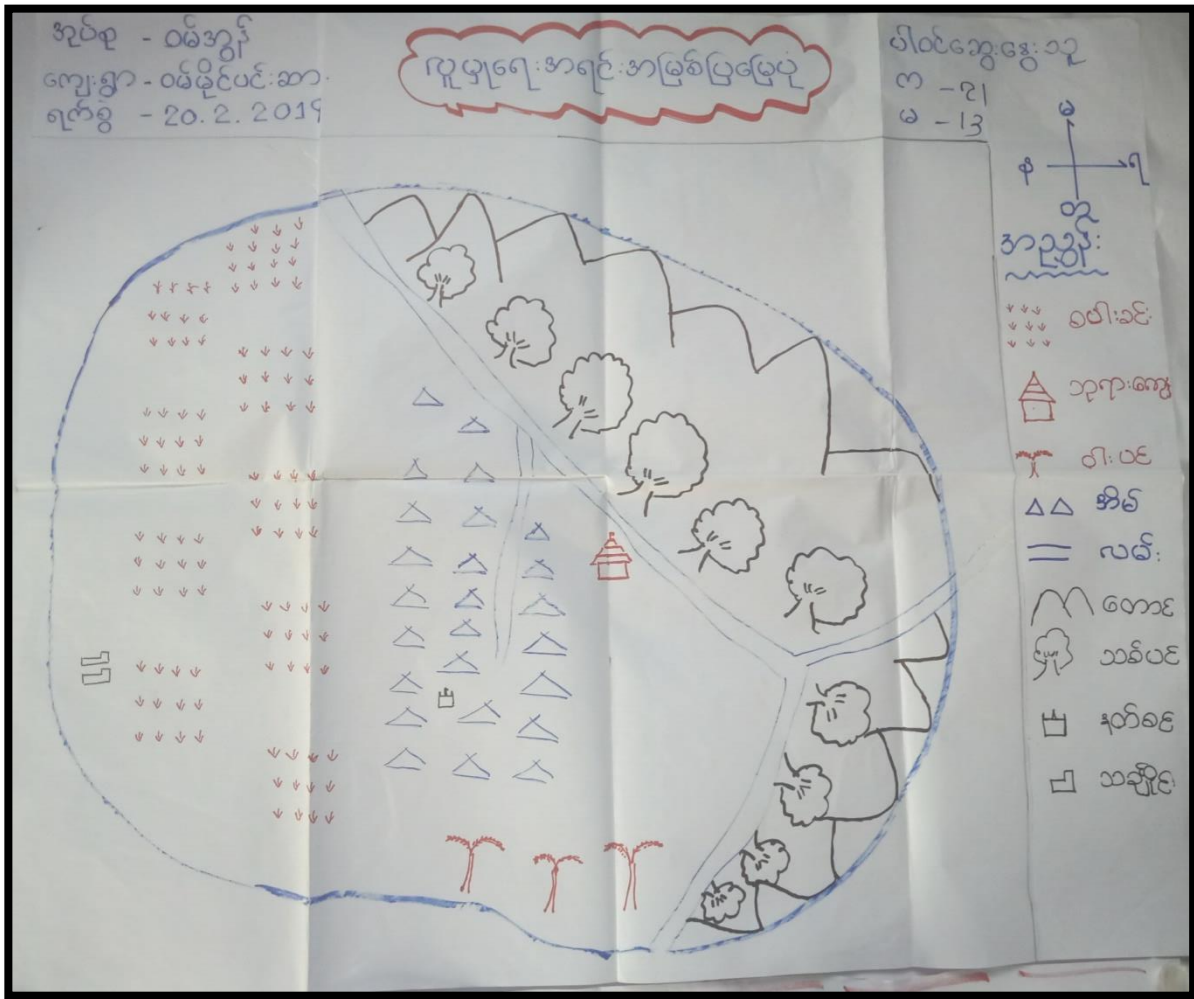 အုပ်စု - ဝမ်အွန်
ကျေးရွာ - ဝမ်မိုင်ပင်းဆား
ရက်စွဲ - 20.2.2019
လူမှုရေးအရင်းအမြစ်ပြမြေပုံ
ပါဝင်ဆွေးနွေးသူ
က - 21
မ - 13
မ
န
ရ
တ
အညွှန်း
စပါးခင်း
ဘုရားကျောင်း
ဝါးပင်
အိမ်
လမ်း
တောင်
သစ်ပင်
နတ်စင်
သင်္ချိုင်း